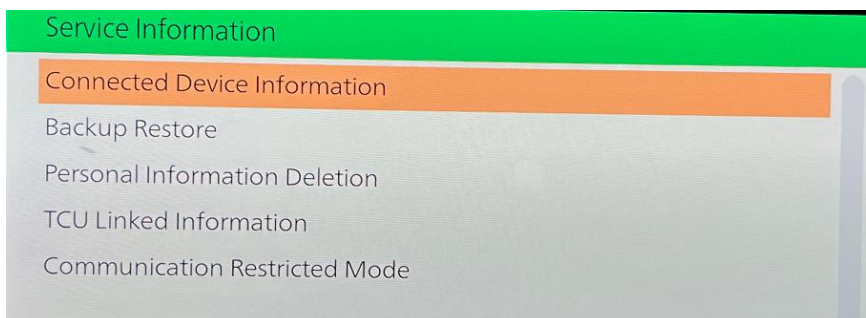 Service Information
Connected Device Information
Backup Restore
Personal Information Deletion
TCU Linked Information
Communication Restricted Mode